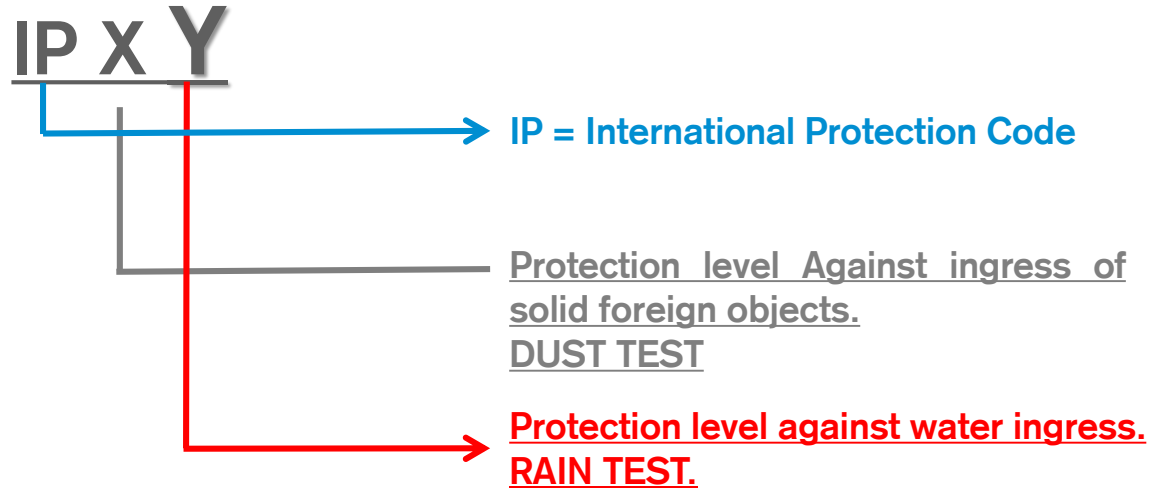 IP X Y
IP = International Protection Code
Protection level Against ingress of
solid foreign objects.
DUST TEST
Protection level against water ingress.
RAIN TEST.